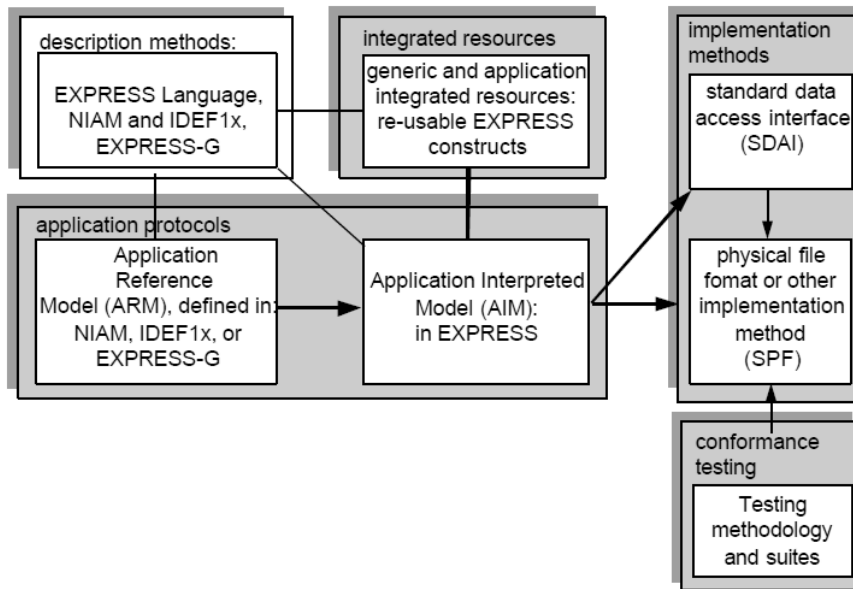 description methods:
EXPRESS Language,
NIAM and IDEF1x,
EXPRESS-G
integrated resources
generic and application
integrated resources:
re-usable EXPRESS
constructs
implementation
methods
standard data
access interface
(SDAI)
application protocols
Application
Reference
Model (ARM), defined in:
NIAM, IDEF1x, or
EXPRESS-G
Application Interpreted
Model (AIM):
in EXPRESS
physical file
fomat or other
implementation
method
(SPF)
conformance
testing
Testing
methodology
and suites